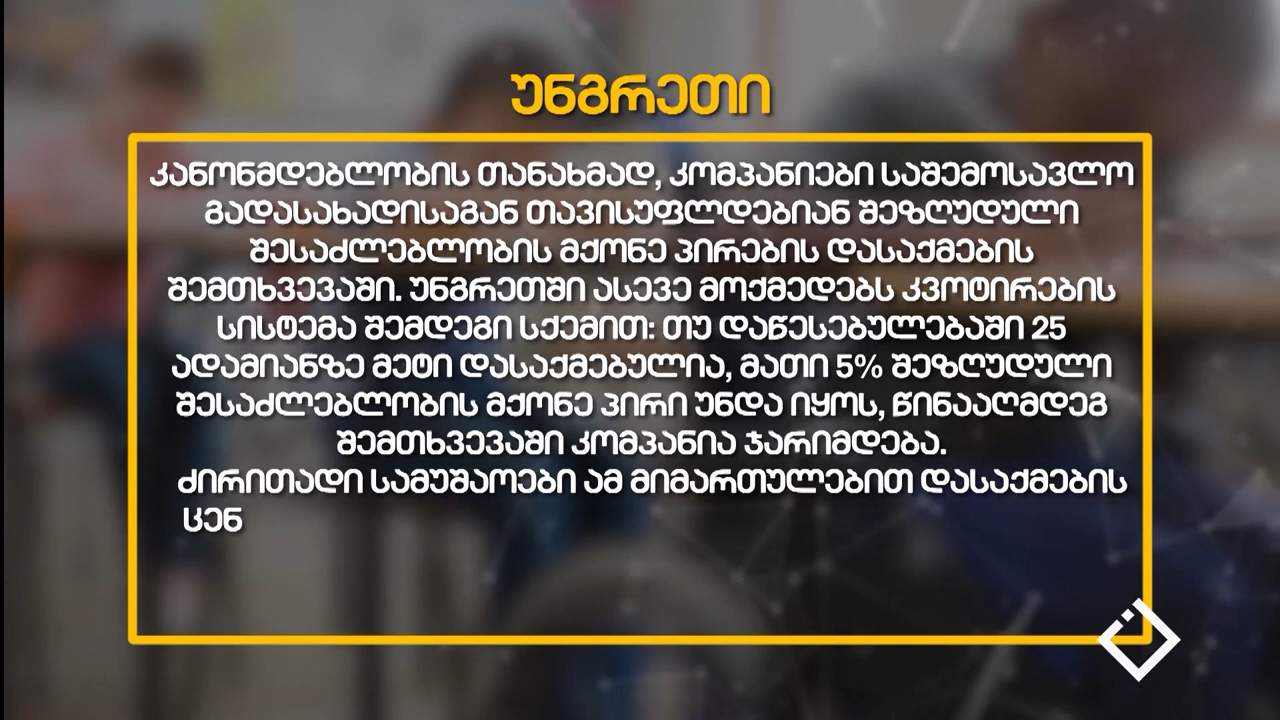 უნგრეთი
კანონმდებლობის თანახმად, კომპანიები საშემოსავლო
გადასახადისაგან თავისუფლდებიან შეზღუდული
შესაძლებლობის მქონე პირების დასაქმების
შემთხვევაში. უნგრეთში ასევე მოქმედებს კვოტირების
სისტემა შემდეგი სქემით: თუ დაწესებულებაში 25
ადამიანზე მეტი დასაქმებულია, მათი 5% შეზღუდული
შესაძლებლობის მქონე პირი უნდა იყოს, წინააღმდეგ
შემთხვევაში კომპანია ჯარიმდება.
ძირითადი სამუშაოები ამ მიმართულებით დასაქმების
ცენ